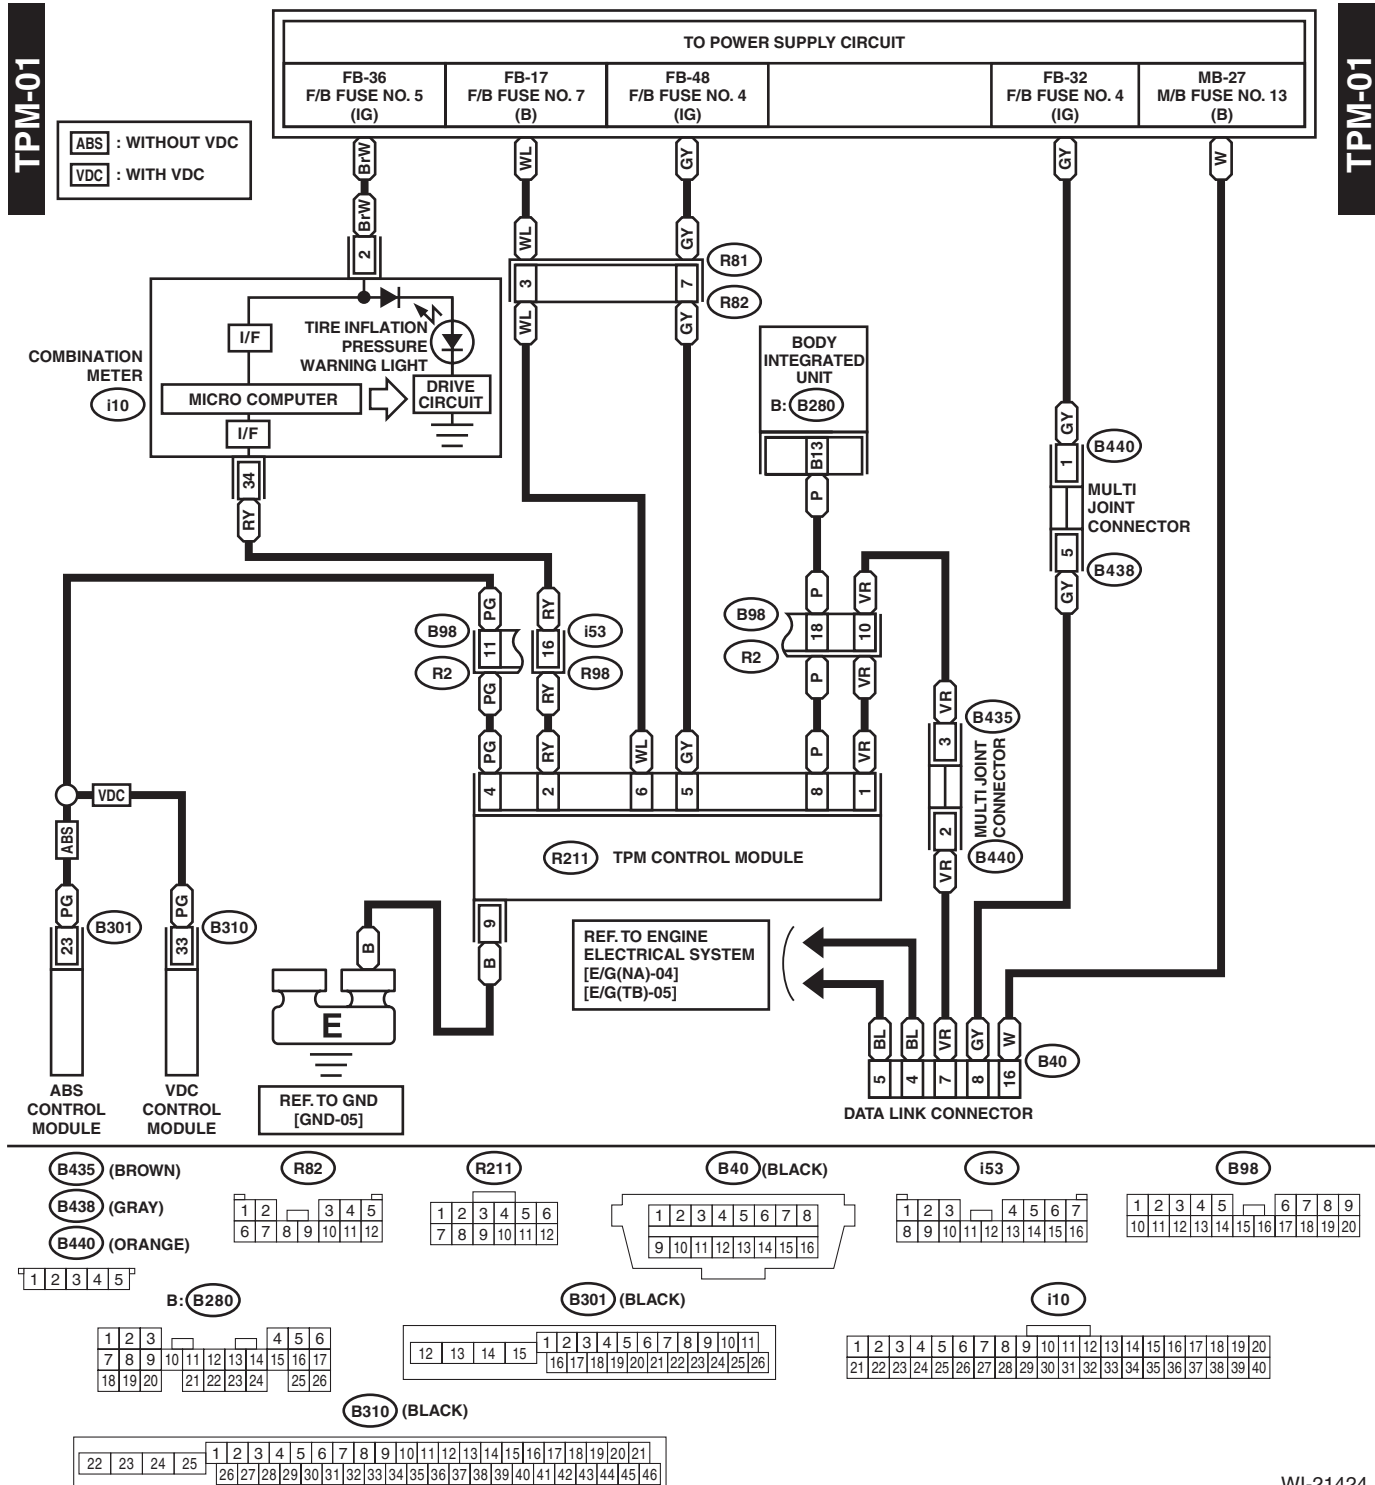 TPM-01
TPM-01
TO POWER SUPPLY CIRCUIT
FB-36
F/B FUSE NO. 5
(IG)
FB-17
F/B FUSE NO. 7
(B)
FB-48
F/B FUSE NO. 4
(IG)
FB-32
F/B FUSE NO. 4
(IG)
MB-27
M/B FUSE NO. 13
(B)
ABS : WITHOUT VDC
VDC : WITH VDC
BrW
WL
GY
GY
W
BrW
WL
GY
2
3
7
R81
R82
WL
GY
COMBINATION
METER
i10
I/F
TIRE INFLATION
PRESSURE
WARNING LIGHT
MICRO COMPUTER
DRIVE
CIRCUIT
I/F
34
RY
BODY
INTEGRATED
UNIT
B: B280
B13
P
GY
1
B440
MULTI
JOINT
CONNECTOR
5
B438
GY
PG
RY
P
VR
B98
11
16
i53
B98
18
10
R2
R98
R2
PG
RY
P
VR
VR
3
B435
MULTI JOINT
CONNECTOR
2
B440
VR
PG
RY
WL
GY
P
VR
4
2
6
5
8
1
R211
TPM CONTROL MODULE
9
B
VDC
ABS
PG
PG
23
B301
33
B310
ABS
CONTROL
MODULE
VDC
CONTROL
MODULE
B
E
REF. TO GND
[GND-05]
REF. TO ENGINE
ELECTRICAL SYSTEM
[E/G(NA)-04]
[E/G(TB)-05]
BL
BL
VR
GY
W
5
4
7
8
16
B40
DATA LINK CONNECTOR
B435 (BROWN)
B438 (GRAY)
B440 (ORANGE)
1 2 3 4 5
R82
1 2 3 4 5
6 7 8 9 10 11 12
R211
1 2 3 4 5 6
7 8 9 10 11 12
B40 (BLACK)
1 2 3 4 5 6 7 8
9 10 11 12 13 14 15 16
i53
1 2 3 4 5 6 7
8 9 10 11 12 13 14 15 16
B98
1 2 3 4 5 6 7 8 9
10 11 12 13 14 15 16 17 18 19 20
B: B280
1 2 3 4 5 6
7 8 9 10 11 12 13 14 15 16 17
18 19 20 21 22 23 24 25 26
B301 (BLACK)
12 13 14 15 1 2 3 4 5 6 7 8 9 10 11
16 17 18 19 20 21 22 23 24 25 26
i10
1 2 3 4 5 6 7 8 9 10 11 12 13 14 15 16 17 18 19 20
21 22 23 24 25 26 27 28 29 30 31 32 33 34 35 36 37 38 39 40
B310 (BLACK)
22 23 24 25 1 2 3 4 5 6 7 8 9 10 11 12 13 14 15 16 17 18 19 20 21
26 27 28 29 30 31 32 33 34 35 36 37 38 39 40 41 42 43 44 45 46
WI-21424